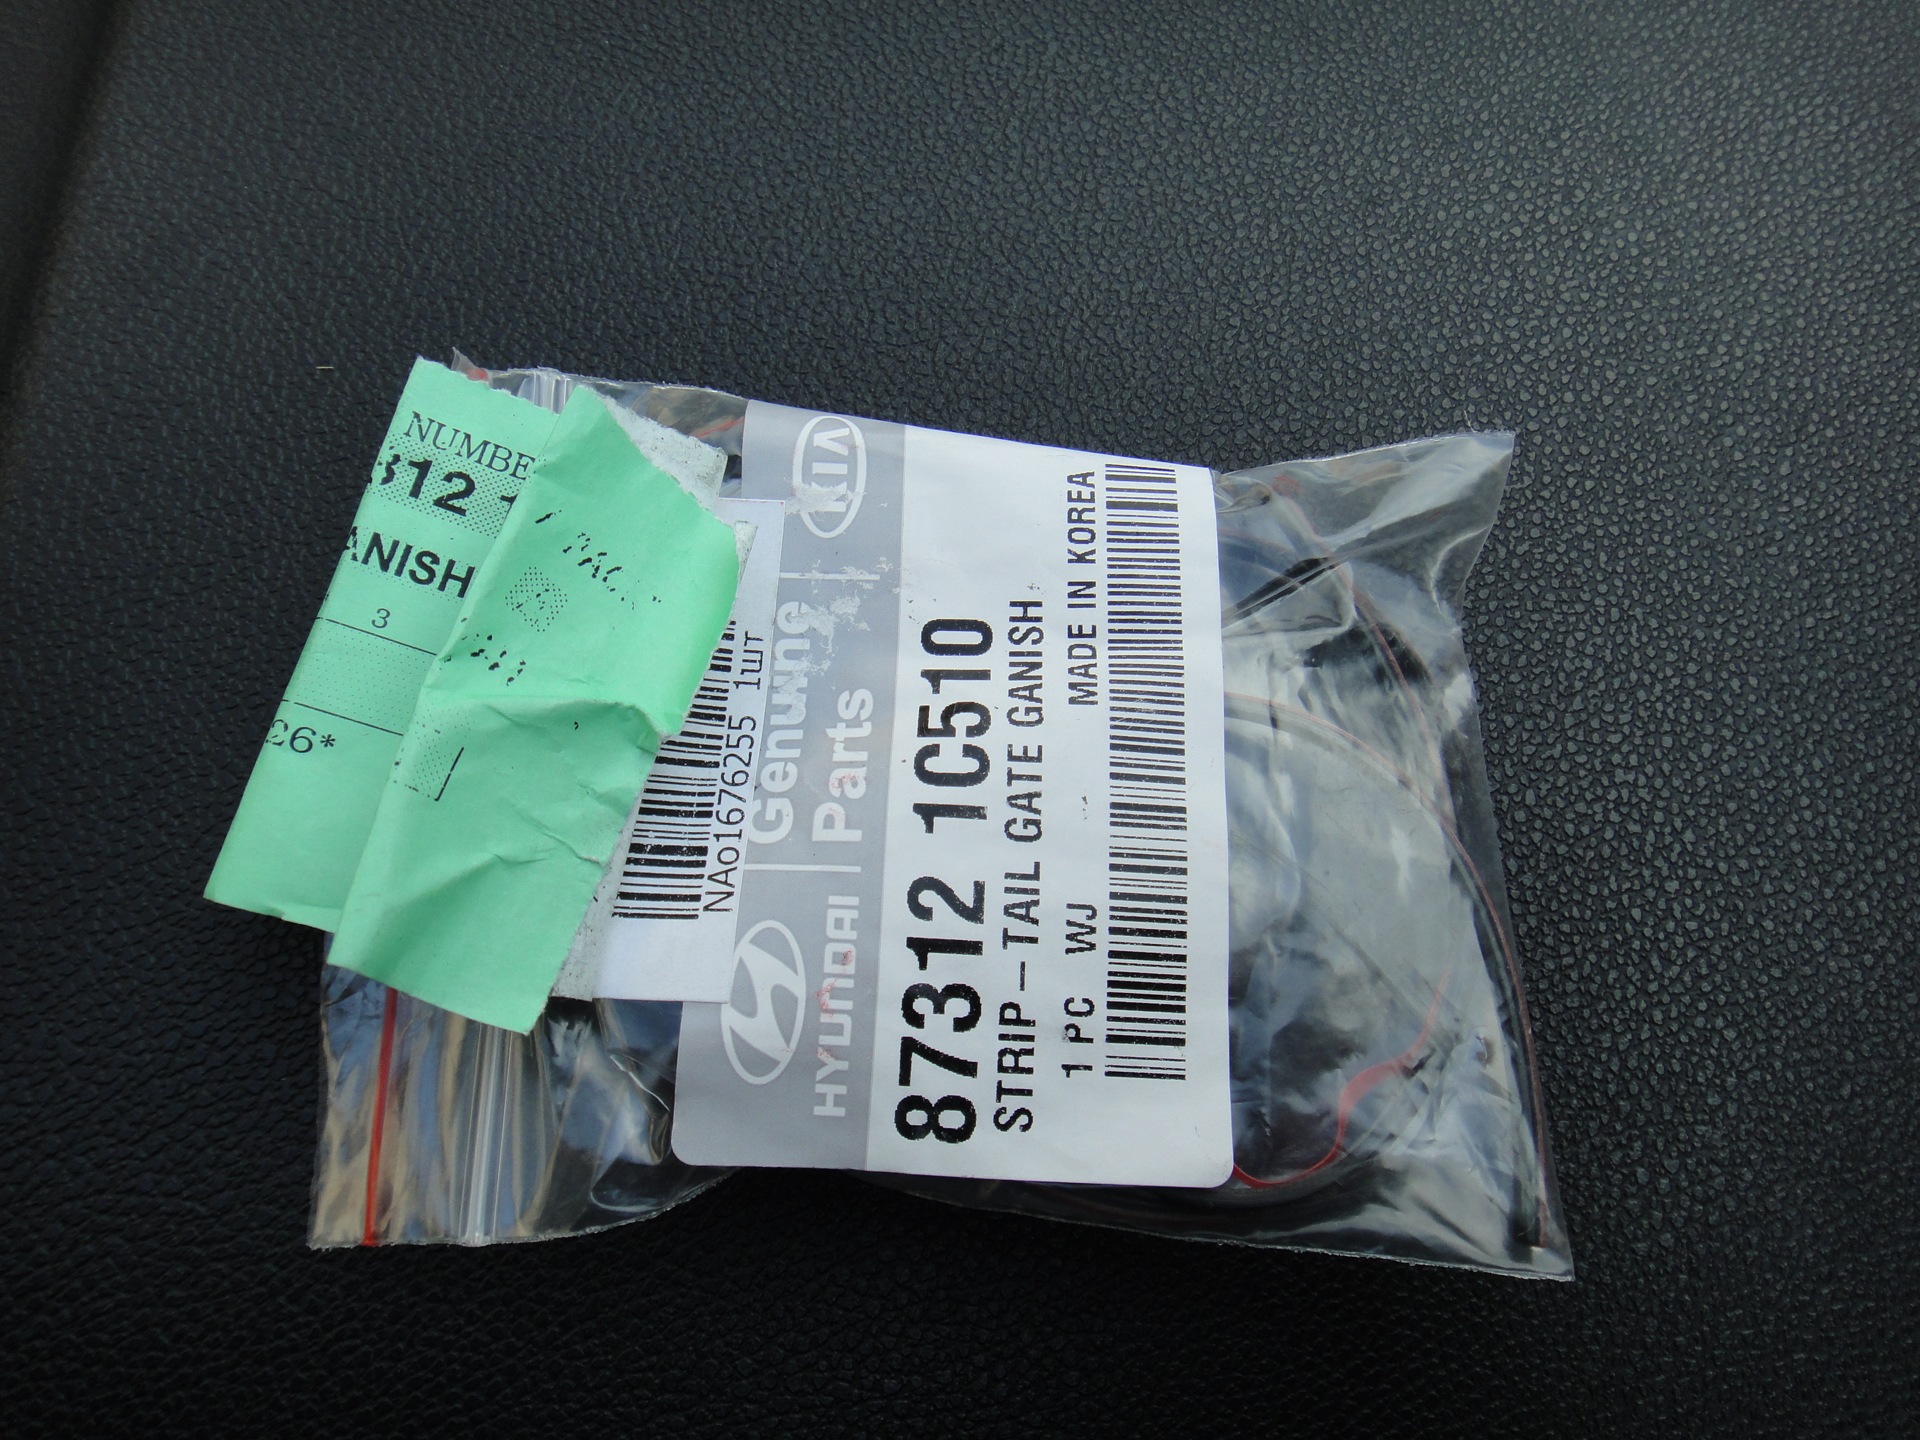 NUMBE
312 1
ANISH
3
26*
NAo1676255 1шт
HYUNDAI | Genuine
Parts | KIA
87312 1C510
STRIP-TAIL GATE GANISH
1 PC WJ MADE IN KOREA